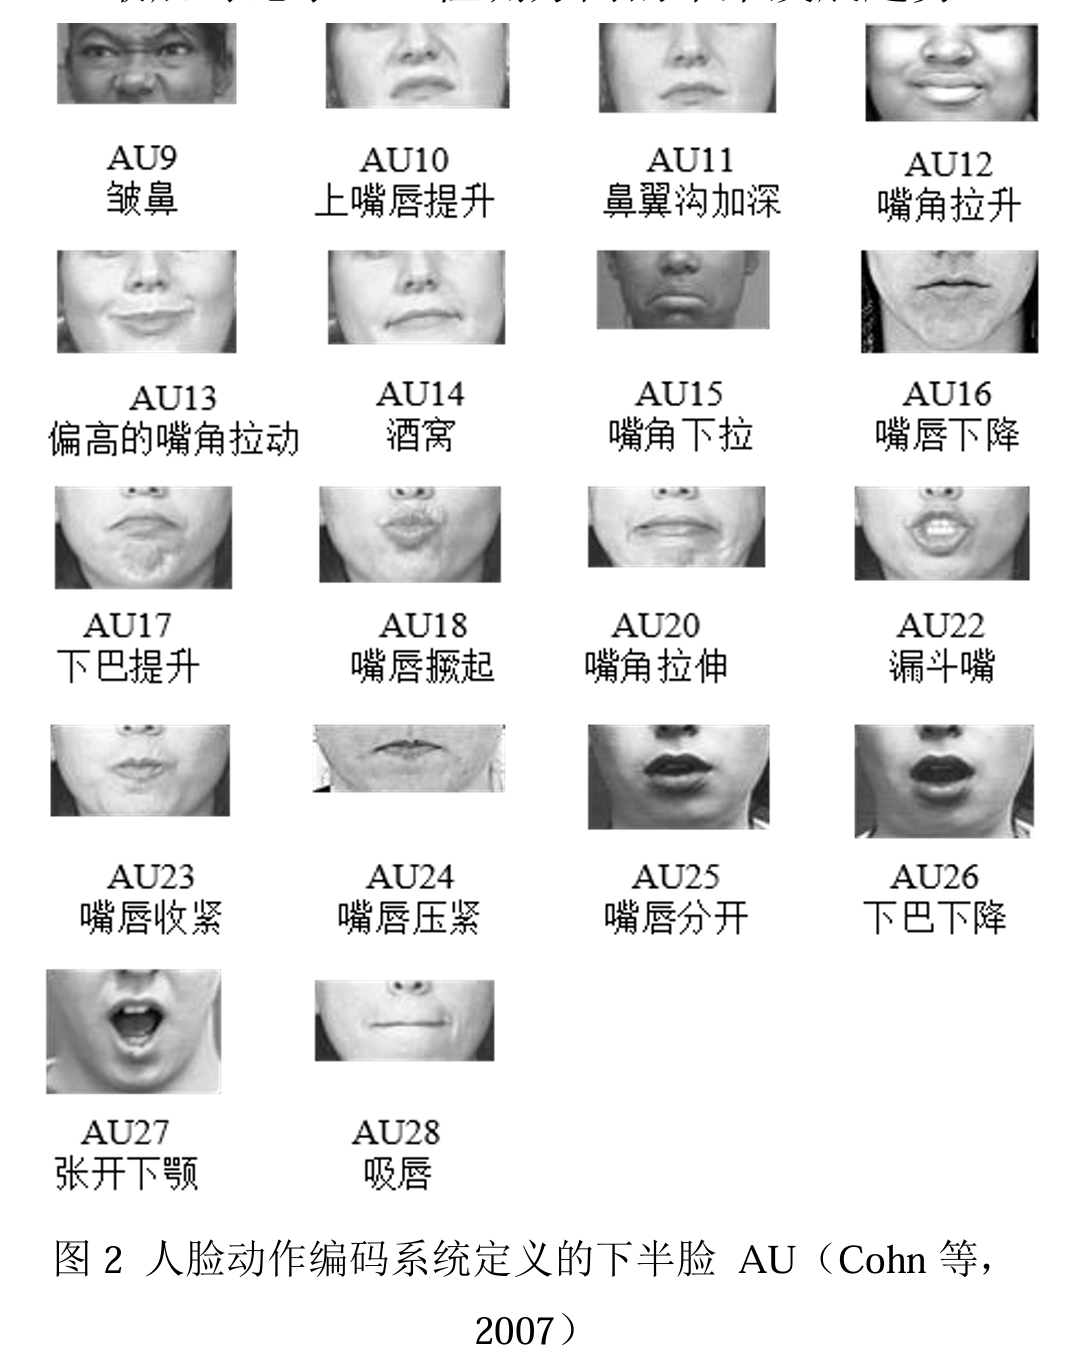 AU9 AU10 AU11 AU12
皱鼻 上嘴唇提升 鼻翼沟加深 嘴角拉升
AU13 AU14 AU15 AU16
偏高的嘴角拉动 酒窝 嘴角下拉 嘴唇下降
AU17 AU18 AU20 AU22
下巴提升 嘴唇撅起 嘴角拉伸 漏斗嘴
AU23 AU24 AU25 AU26
嘴唇收紧 嘴唇压紧 嘴唇分开 下巴下降
AU27 AU28
张开下颚 吸唇
图 2 人脸动作编码系统定义的下半脸 AU（Cohn 等，
2007）